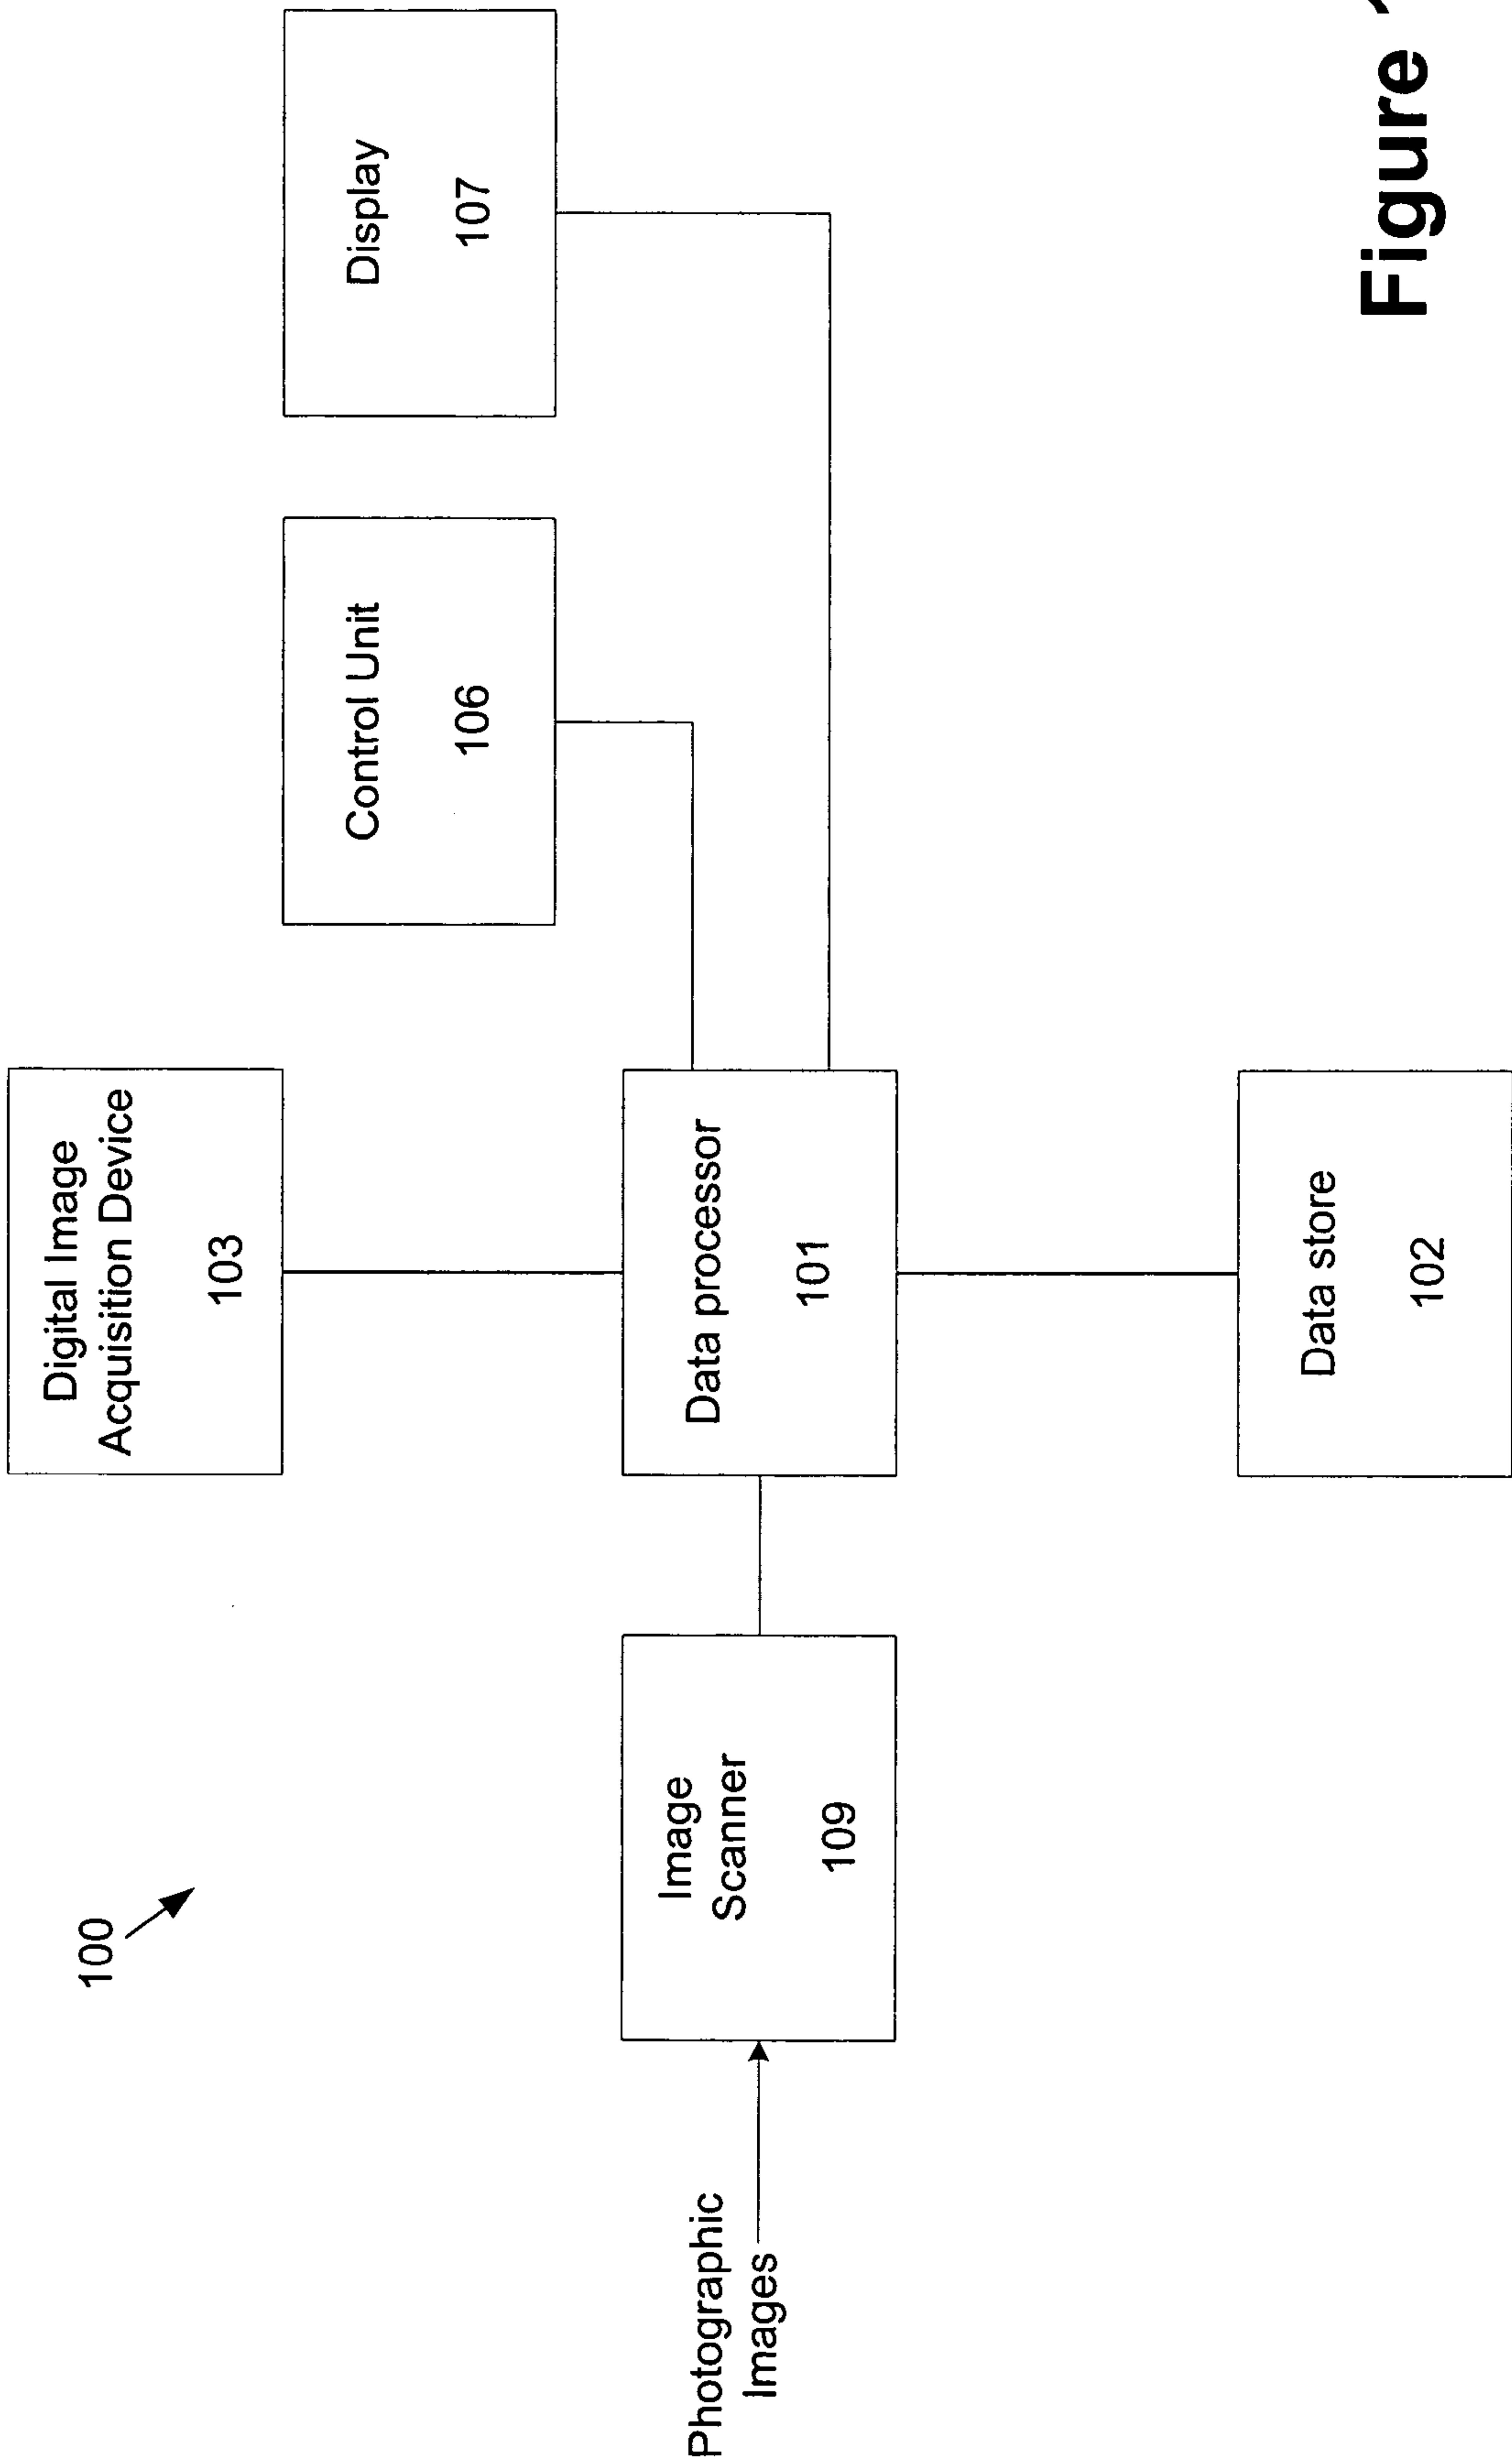 100
Digital Image
Acquisition Device
103
Control Unit
106
Display
107
Photographic
Images
Image
Scanner
109
Data processor
101
Data store
102
Figure